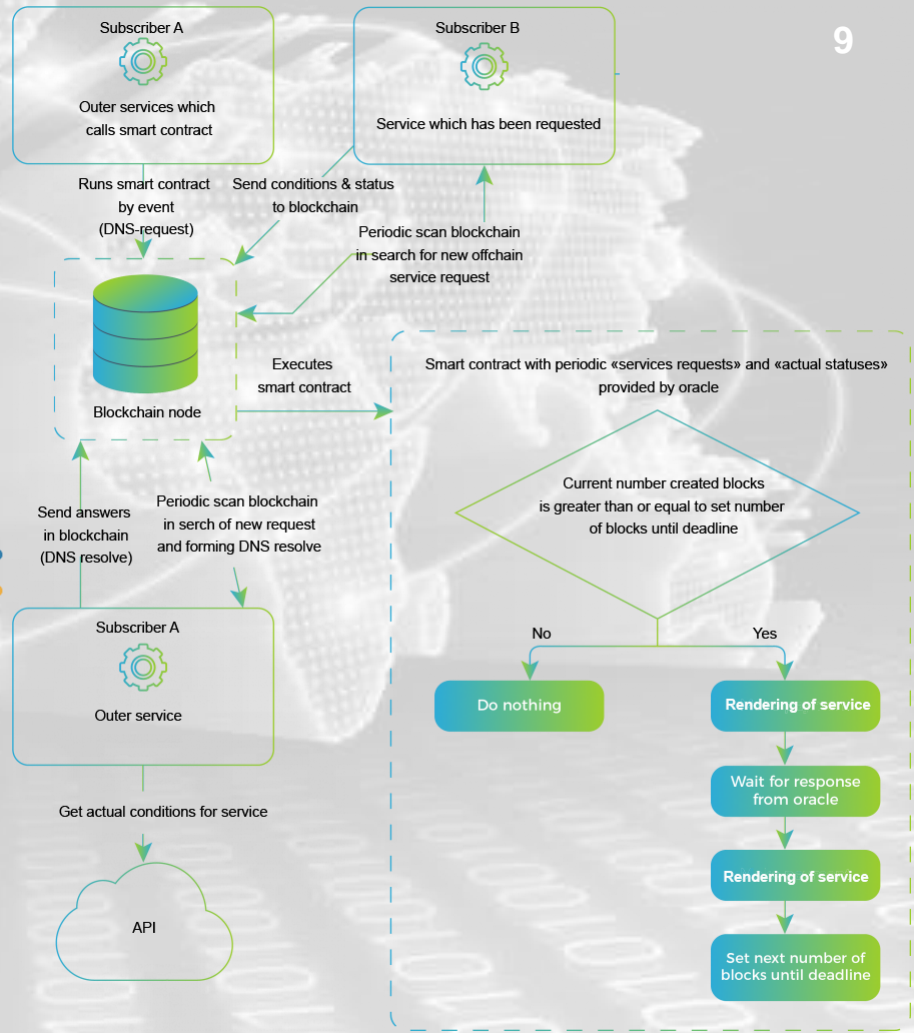 9
Subscriber A
Outer services which
calls smart contract
Subscriber B
Service which has been requested
Runs smart contract
by event
(DNS-request)
Send conditions & status
to blockchain
Periodic scan blockchain
in search for new offchain
service request
Blockchain node
Executes
smart contract
Smart contract with periodic «services requests» and «actual statuses»
provided by oracle
Current number created blocks
is greater than or equal to set number
of blocks until deadline
Send answers
in blockchain
(DNS resolve)
Periodic scan blockchain
in serch of new request
and forming DNS resolve
Subscriber A
Outer service
No
Yes
Do nothing
Rendering of service
Wait for response
from oracle
Rendering of service
Set next number of
blocks until deadline
Get actual conditions for service
API